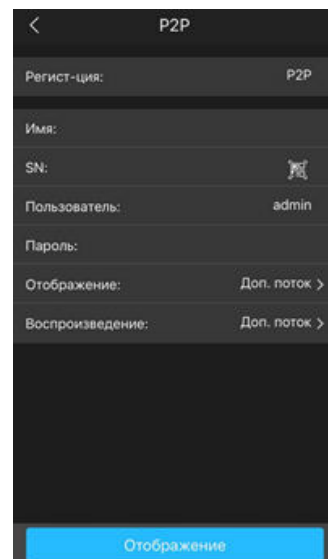 P2P
Регист-ция: P2P
Имя:
SN:
Пользователь: admin
Пароль:
Отображение: Доп. поток
Воспроизведение: Доп. поток
Отображение